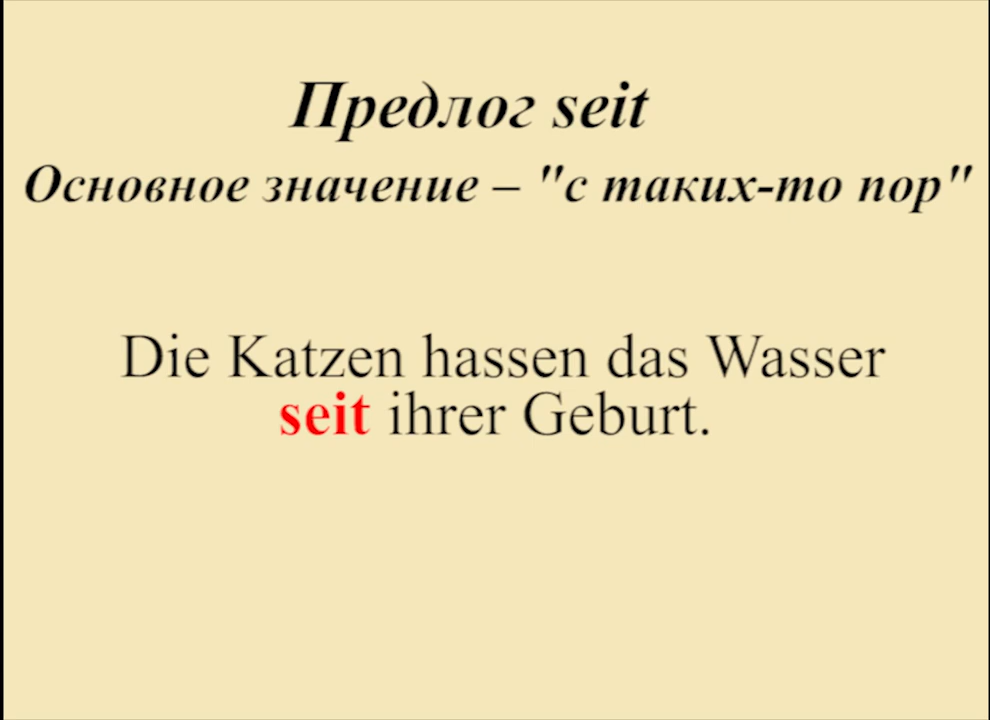 Предлог seit
Основное значение – "с таких-то пор"
Die Katzen hassen das Wasser
seit ihrer Geburt.